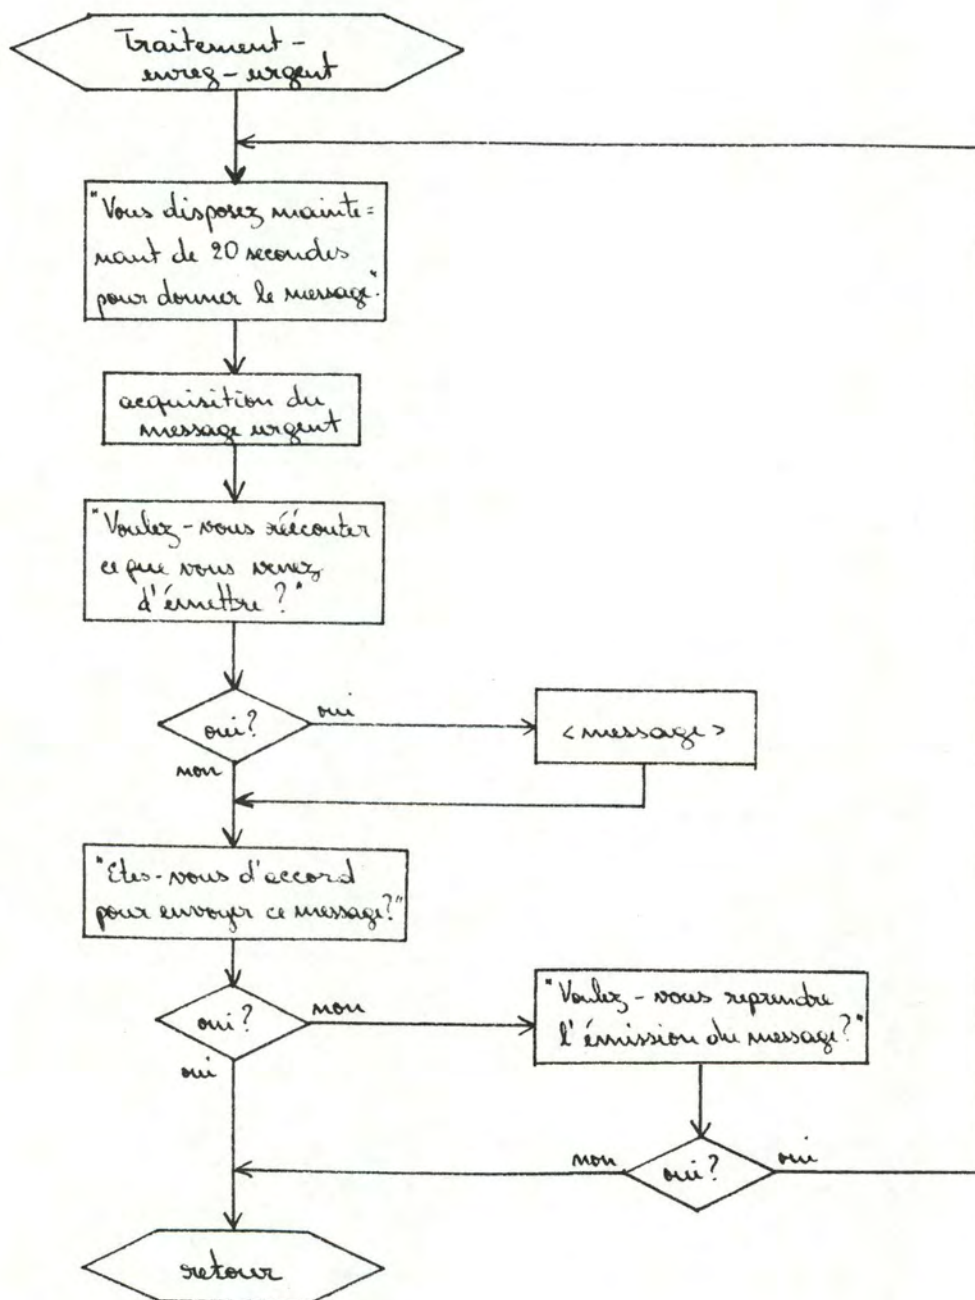 Traitement -
enreg - urgent
"Vous disposez mainte=
nant de 20 secondes
pour donner le message."
acquisition du
message urgent
"Voulez - vous réécouter
ce que vous venez
d'émettre ?"
oui?
oui
<message>
non
"Etes-vous d'accord
pour envoyer ce message?"
oui?
non
"Voulez - vous reprendre
l'émission du message?"
oui
non
oui?
oui
retour